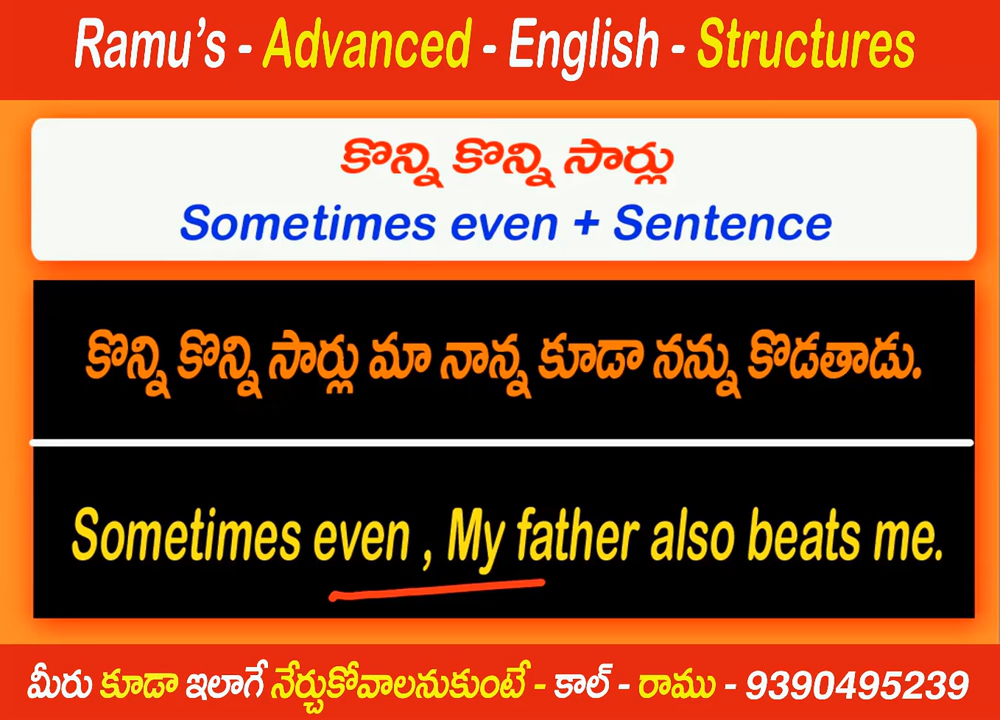 Ramu's - Advanced - English - Structures
కొన్ని కొన్ని సార్లు
Sometimes even + Sentence
కొన్ని కొన్ని సార్లు మా నాన్న కూడా నన్ను కొడతాడు.
Sometimes even , My father also beats me.
మీరు కూడా ఇలాగే నేర్చుకోవాలనుకుంటే - కాల్ - రాము - 9390495239